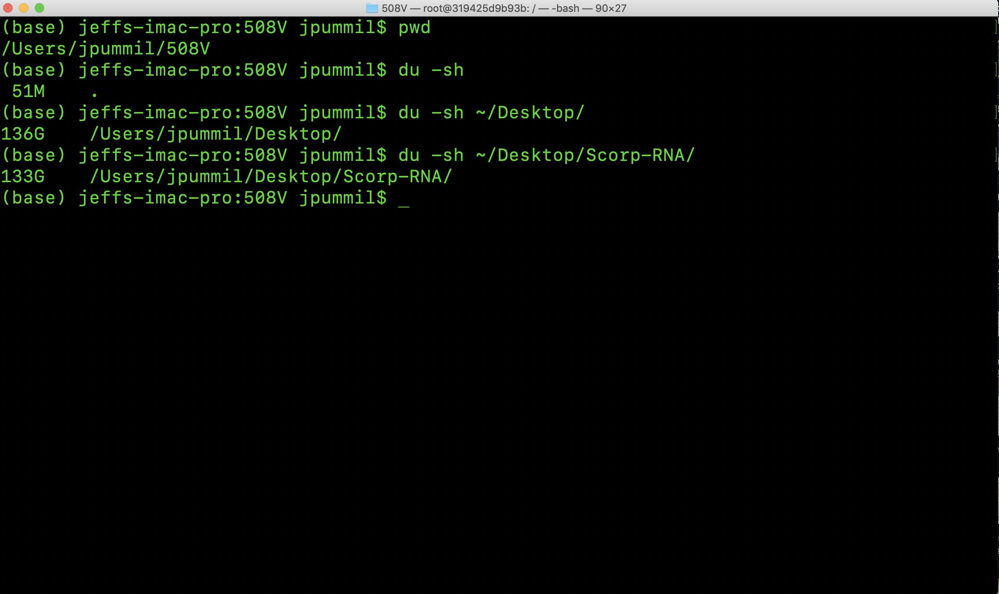 508V — root@319425d9b93b: / — -bash — 90×27
(base) jeffs-imac-pro:508V jpummil$ pwd
/Users/jpummil/508V
(base) jeffs-imac-pro:508V jpummil$ du -sh
 51M    .
(base) jeffs-imac-pro:508V jpummil$ du -sh ~/Desktop/
136G    /Users/jpummil/Desktop/
(base) jeffs-imac-pro:508V jpummil$ du -sh ~/Desktop/Scorp-RNA/
133G    /Users/jpummil/Desktop/Scorp-RNA/
(base) jeffs-imac-pro:508V jpummil$ _